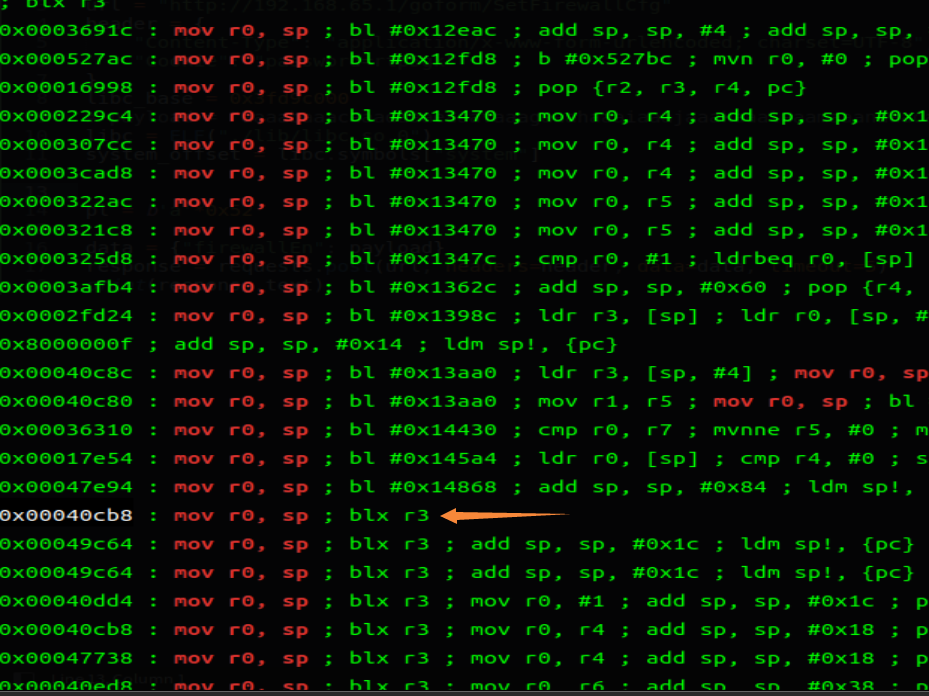 ; blx r3
0x0003691c : mov r0, sp ; bl #0x12eac ; add sp, sp, #4 ; add sp, sp,
0x000527ac : mov r0, sp ; bl #0x12fd8 ; b #0x527bc ; mvn r0, #0 ; pop
0x00016998 : mov r0, sp ; bl #0x12fd8 ; pop {r2, r3, r4, pc}
0x000229c4 : mov r0, sp ; bl #0x13470 ; mov r0, r4 ; add sp, sp, #0x1
0x000307cc : mov r0, sp ; bl #0x13470 ; mov r0, r4 ; add sp, sp, #0x1
0x0003cad8 : mov r0, sp ; bl #0x13470 ; mov r0, r4 ; add sp, sp, #0x1
0x000322ac : mov r0, sp ; bl #0x13470 ; mov r0, r5 ; add sp, sp, #0x1
0x000321c8 : mov r0, sp ; bl #0x13470 ; mov r0, r5 ; add sp, sp, #0x1
0x000325d8 : mov r0, sp ; bl #0x1347c ; cmp r0, #1 ; ldrbeq r0, [sp]
0x0003afb4 : mov r0, sp ; bl #0x1362c ; add sp, sp, #0x60 ; pop {r4,
0x0002fd24 : mov r0, sp ; bl #0x1398c ; ldr r3, [sp] ; ldr r0, [sp, #
0x8000000f ; add sp, sp, #0x14 ; ldm sp!, {pc}
0x00040c8c : mov r0, sp ; bl #0x13aa0 ; ldr r3, [sp, #4] ; mov r0, sp
0x00040c80 : mov r0, sp ; bl #0x13aa0 ; mov r1, r5 ; mov r0, sp ; bl
0x00036310 : mov r0, sp ; bl #0x14430 ; cmp r0, r7 ; mvnne r5, #0 ; m
0x00017e54 : mov r0, sp ; bl #0x145a4 ; ldr r0, [sp] ; cmp r4, #0 ; s
0x00047e94 : mov r0, sp ; bl #0x14868 ; add sp, sp, #0x84 ; ldm sp!,
0x00040cb8 : mov r0, sp ; blx r3
0x00049c64 : mov r0, sp ; blx r3 ; add sp, sp, #0x1c ; ldm sp!, {pc}
0x00049c64 : mov r0, sp ; blx r3 ; add sp, sp, #0x1c ; ldm sp!, {pc}
0x00040dd4 : mov r0, sp ; blx r3 ; mov r0, #1 ; add sp, sp, #0x1c ; p
0x00040cb8 : mov r0, sp ; blx r3 ; mov r0, r4 ; add sp, sp, #0x18 ; p
0x00047738 : mov r0, sp ; blx r3 ; mov r0, r4 ; add sp, sp, #0x18 ; p
0x00040ed8 : mov r0, sp ; blx r3 ; mov r0, r6 ; add sp, sp, #0x38 ; p